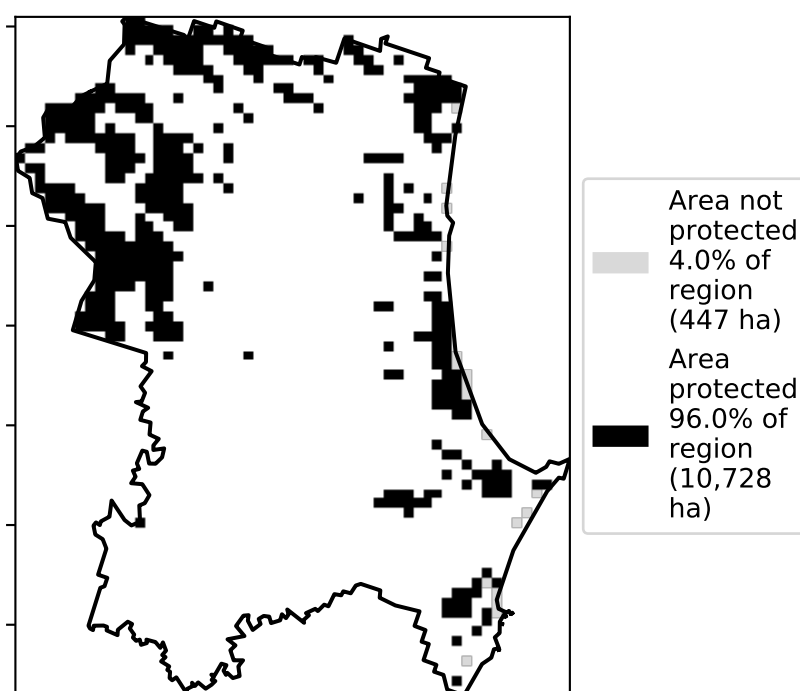 Area not
protected
4.0% of
region
(447 ha)
Area
protected
96.0% of
region
(10,728
ha)